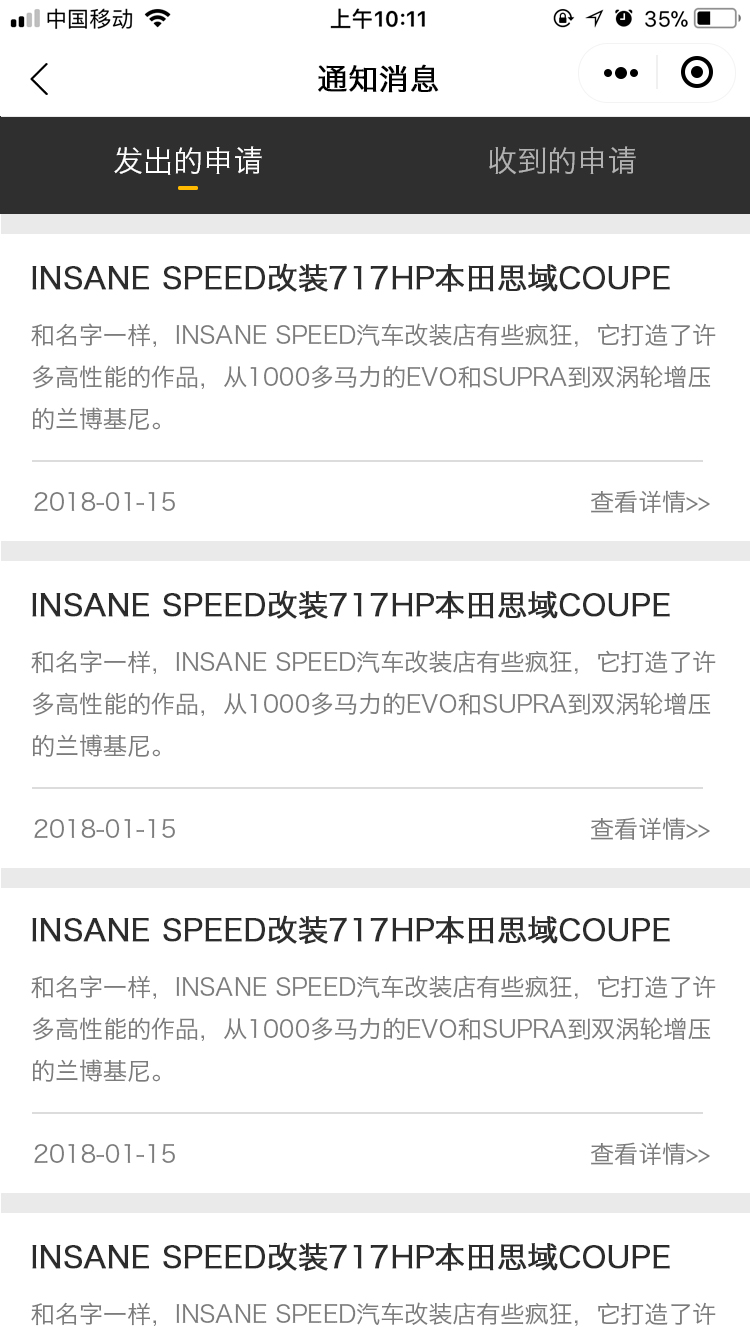 中国移动 上午10:11 35%
通知消息
发出的申请 收到的申请
INSANE SPEED改装717HP本田思域COUPE
和名字一样，INSANE SPEED汽车改装店有些疯狂，它打造了许
多高性能的作品，从1000多马力的EVO和SUPRA到双涡轮增压
的兰博基尼。
2018-01-15 查看详情>>
INSANE SPEED改装717HP本田思域COUPE
和名字一样，INSANE SPEED汽车改装店有些疯狂，它打造了许
多高性能的作品，从1000多马力的EVO和SUPRA到双涡轮增压
的兰博基尼。
2018-01-15 查看详情>>
INSANE SPEED改装717HP本田思域COUPE
和名字一样，INSANE SPEED汽车改装店有些疯狂，它打造了许
多高性能的作品，从1000多马力的EVO和SUPRA到双涡轮增压
的兰博基尼。
2018-01-15 查看详情>>
INSANE SPEED改装717HP本田思域COUPE
和名字一样，INSANE SPEED汽车改装店有些疯狂，它打造了许